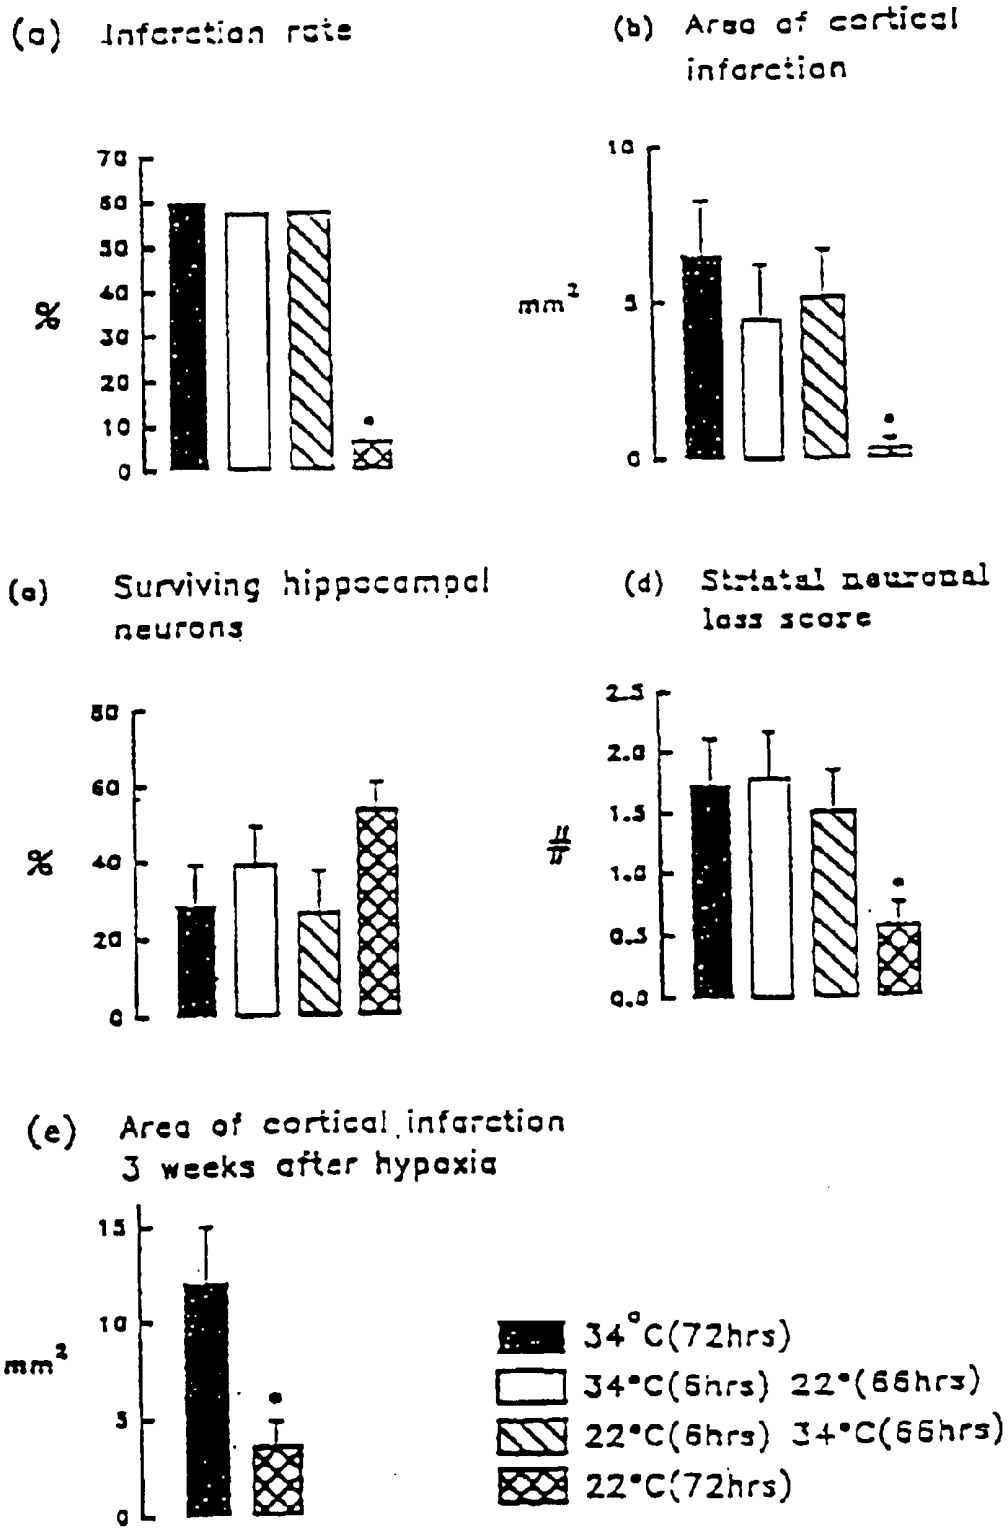 (a) Infarction rate
70
60
50
40
30
20
10
0
%
*
(b) Area of cortical
infarction
10
5
0
mm²
*
(c) Surviving hippocampal
neurons
80
60
40
20
0
%
(d) Striatal neuronal
loss score
2.5
2.0
1.5
1.0
0.5
0.0
#
*
(e) Area of cortical infarction
3 weeks after hypoxia
15
10
5
0
mm²
*
34°C(72hrs)
34°C(6hrs) 22°(66hrs)
22°C(6hrs) 34°C(66hrs)
22°C(72hrs)